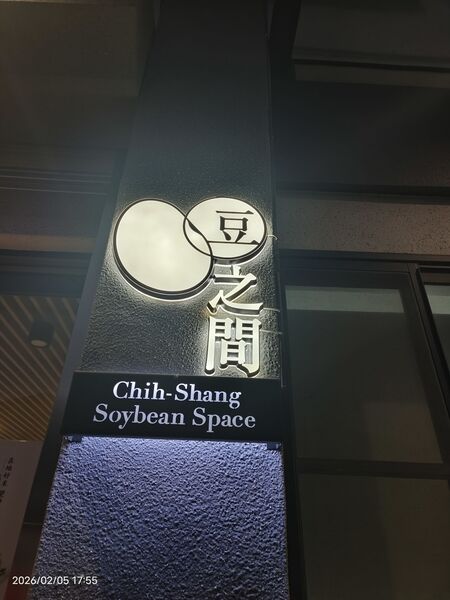 豆之間
Chih-Shang
Soybean Space
2026/02/05 17:55